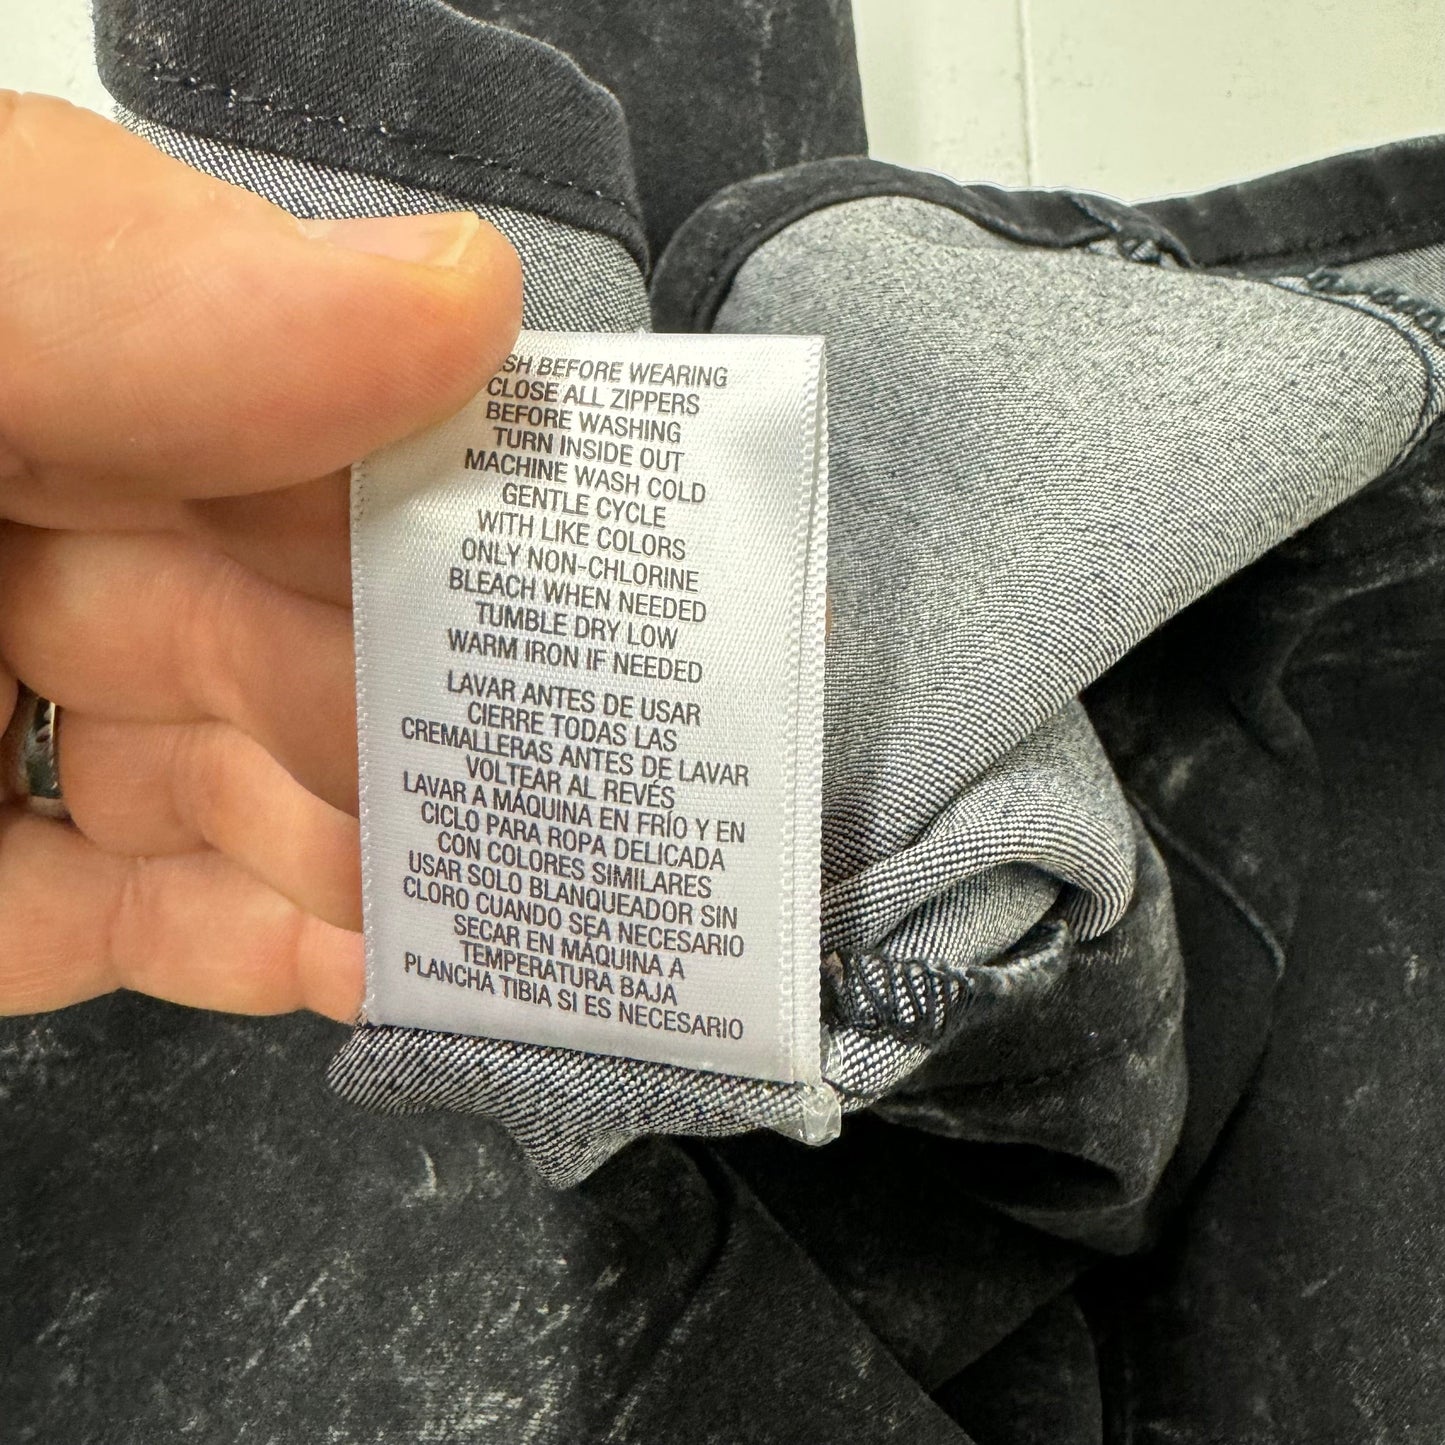 SH BEFORE WEARING
CLOSE ALL ZIPPERS
BEFORE WASHING
TURN INSIDE OUT
MACHINE WASH COLD
GENTLE CYCLE
WITH LIKE COLORS
ONLY NON-CHLORINE
BLEACH WHEN NEEDED
TUMBLE DRY LOW
WARM IRON IF NEEDED
LAVAR ANTES DE USAR
CIERRE TODAS LAS
CREMALLERAS ANTES DE LAVAR
VOLTEAR AL REVÉS
LAVAR A MÁQUINA EN FRÍO Y EN
CICLO PARA ROPA DELICADA
CON COLORES SIMILARES
USAR SOLO BLANQUEADOR SIN
CLORO CUANDO SEA NECESARIO
SECAR EN MÁQUINA A
TEMPERATURA BAJA
PLANCHA TIBIA SI ES NECESARIO